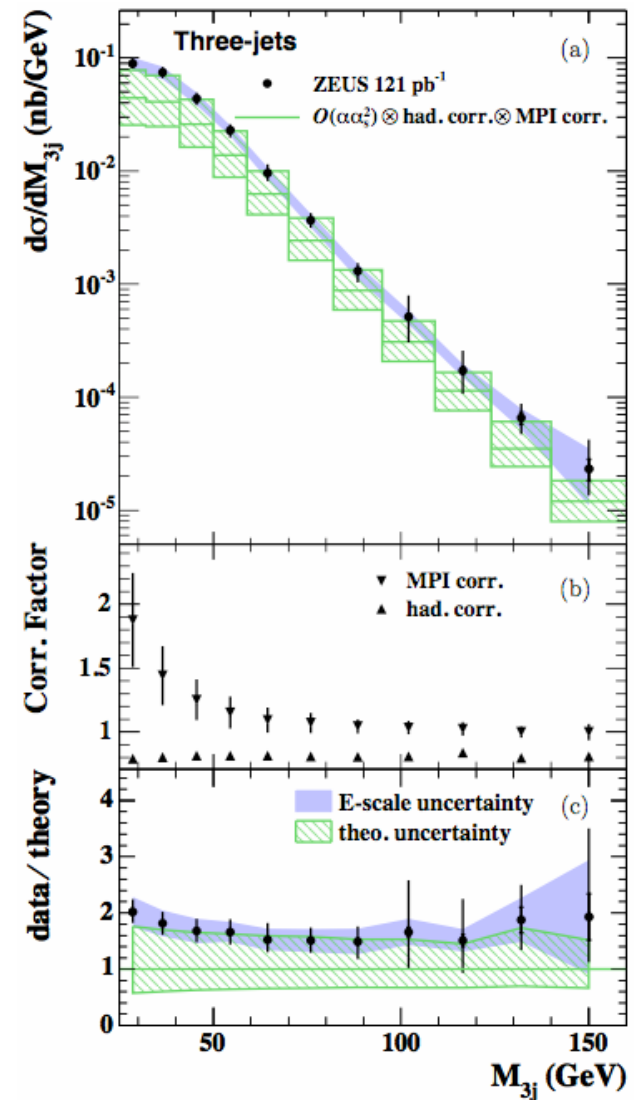 Three-jets
(a)
ZEUS 121 pb⁻¹
O(αα²ₛ) ⊗ had. corr. ⊗ MPI corr.
dσ/dM₃ⱼ (nb/GeV)
10⁻¹
10⁻²
10⁻³
10⁻⁴
10⁻⁵
(b)
MPI corr.
had. corr.
Corr. Factor
2
1.5
1
(c)
E-scale uncertainty
theo. uncertainty
data/ theory
4
3
2
1
0
50
100
150
M₃ⱼ (GeV)